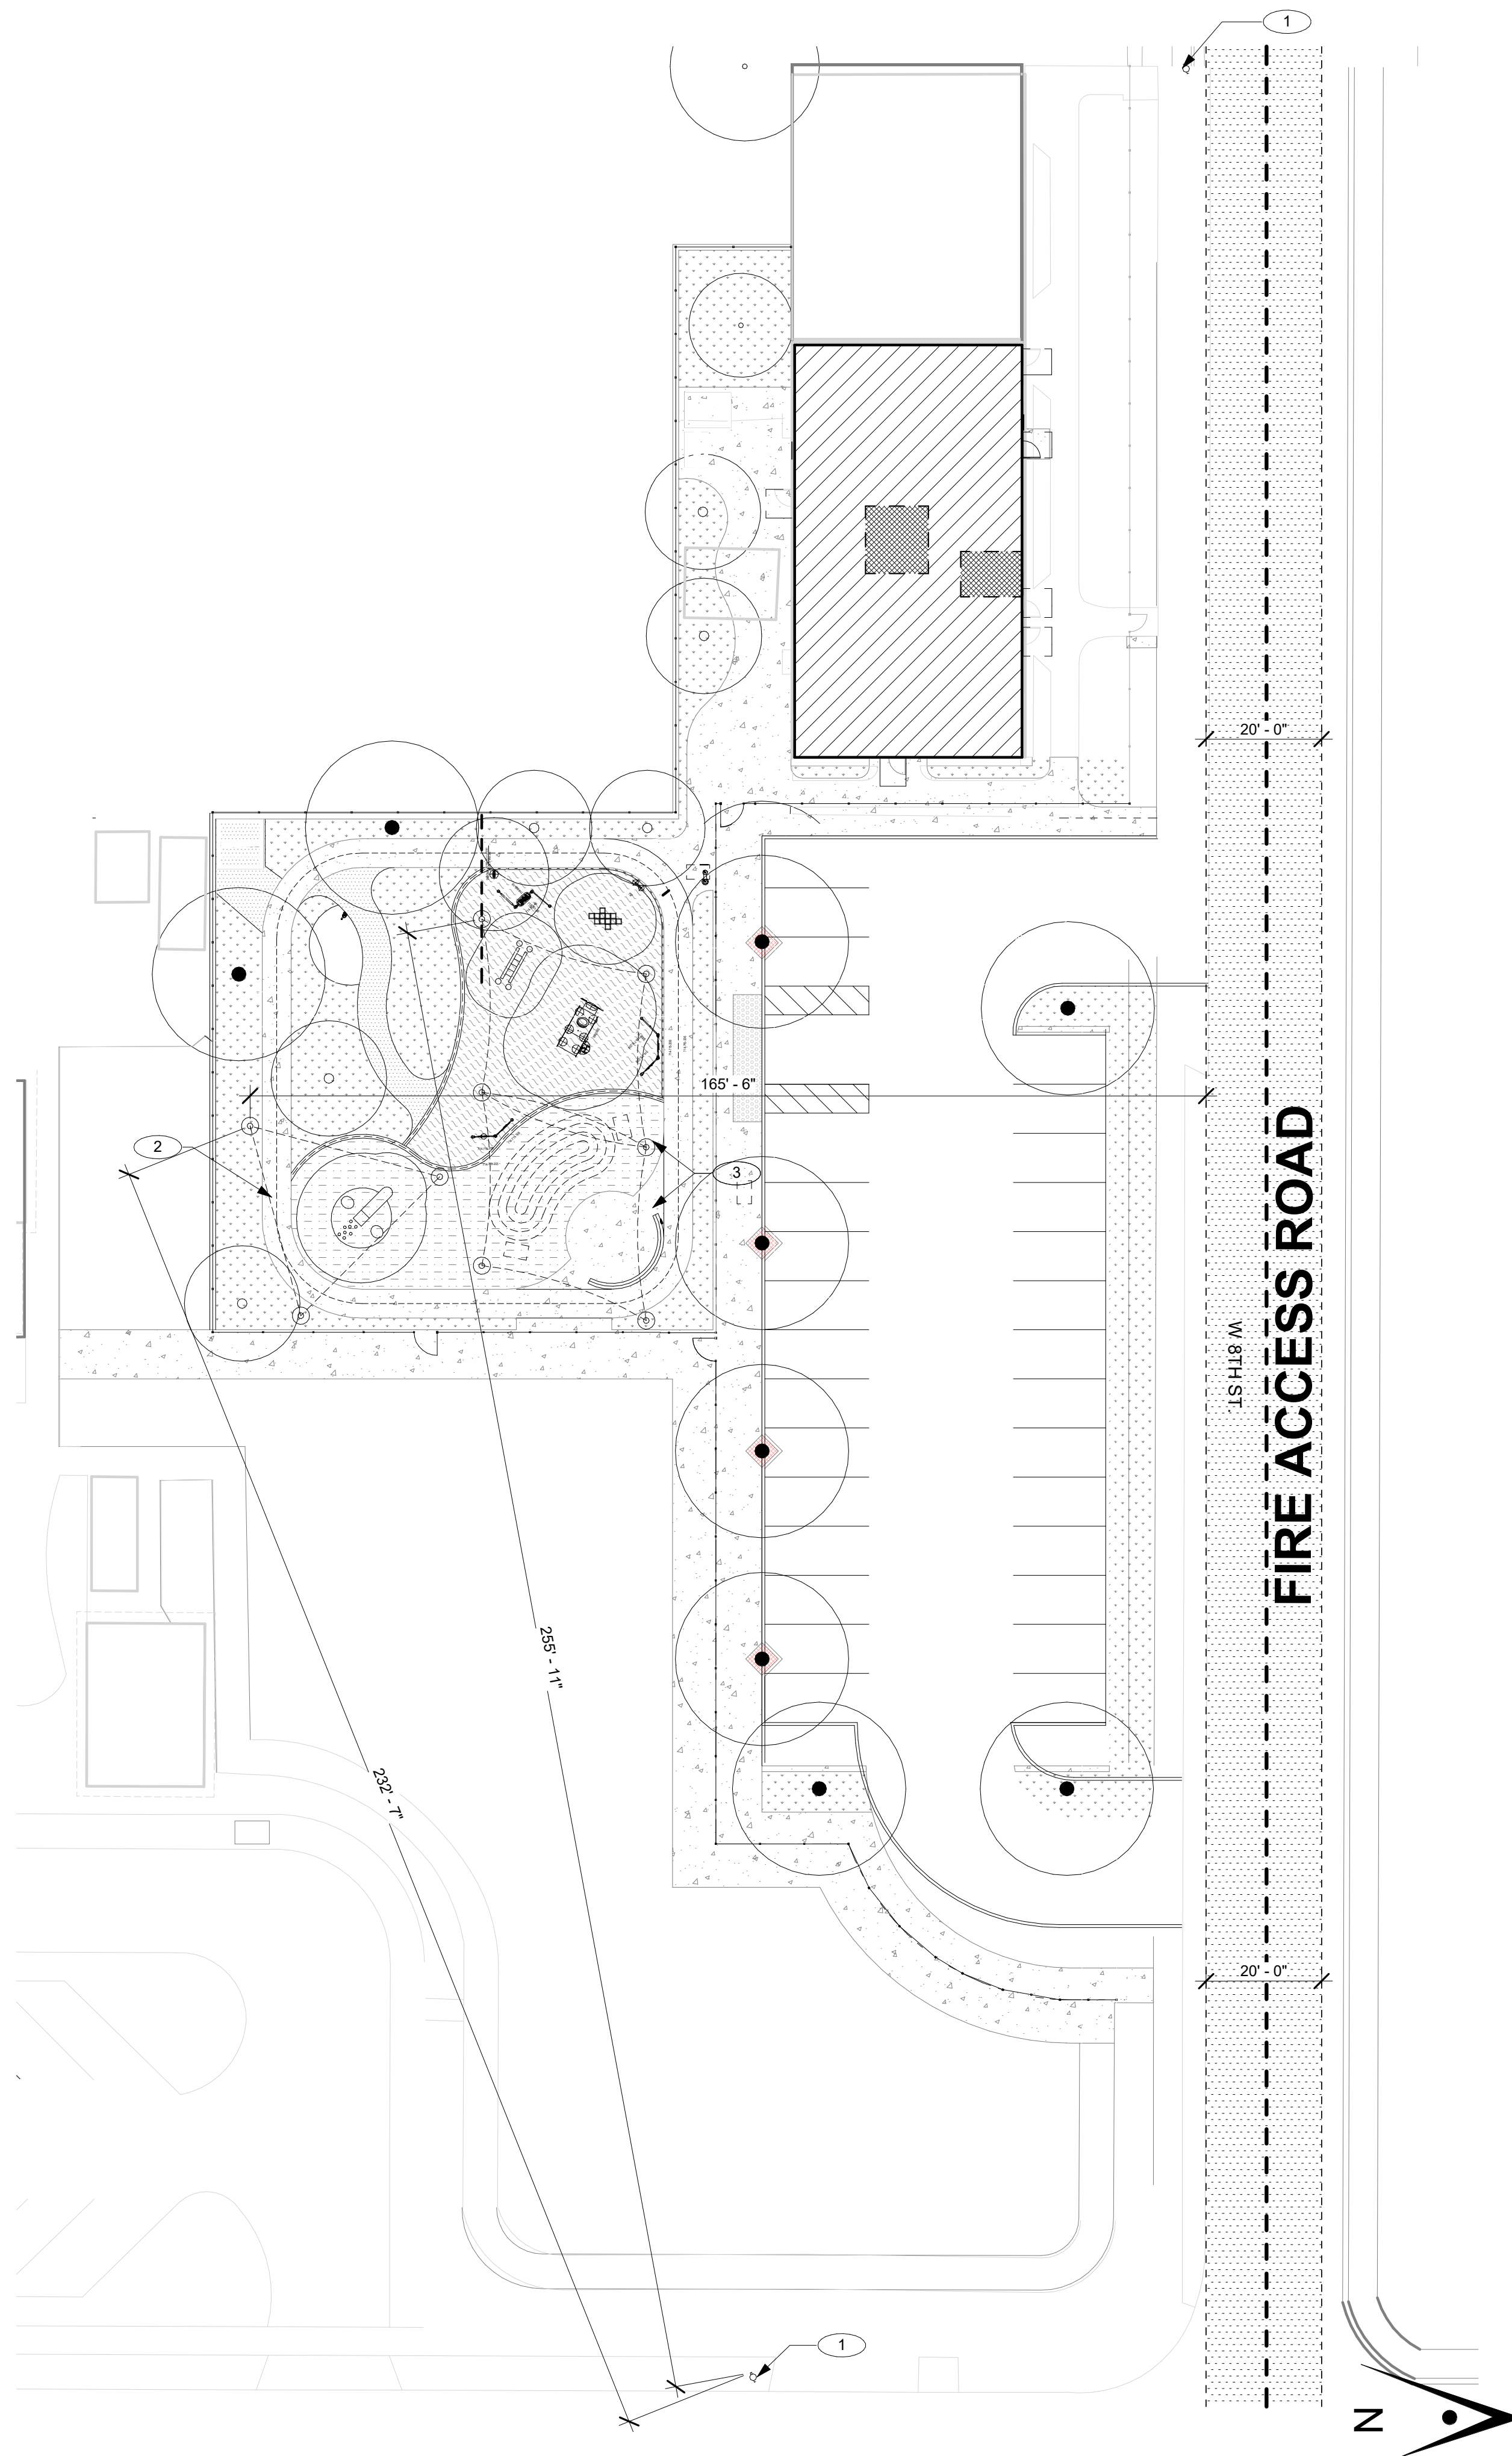 1
20' - 0"
165' - 6"
2
3
FIRE ACCESS ROAD
W 8TH ST.
255' - 11"
232' - 7"
20' - 0"
1
N